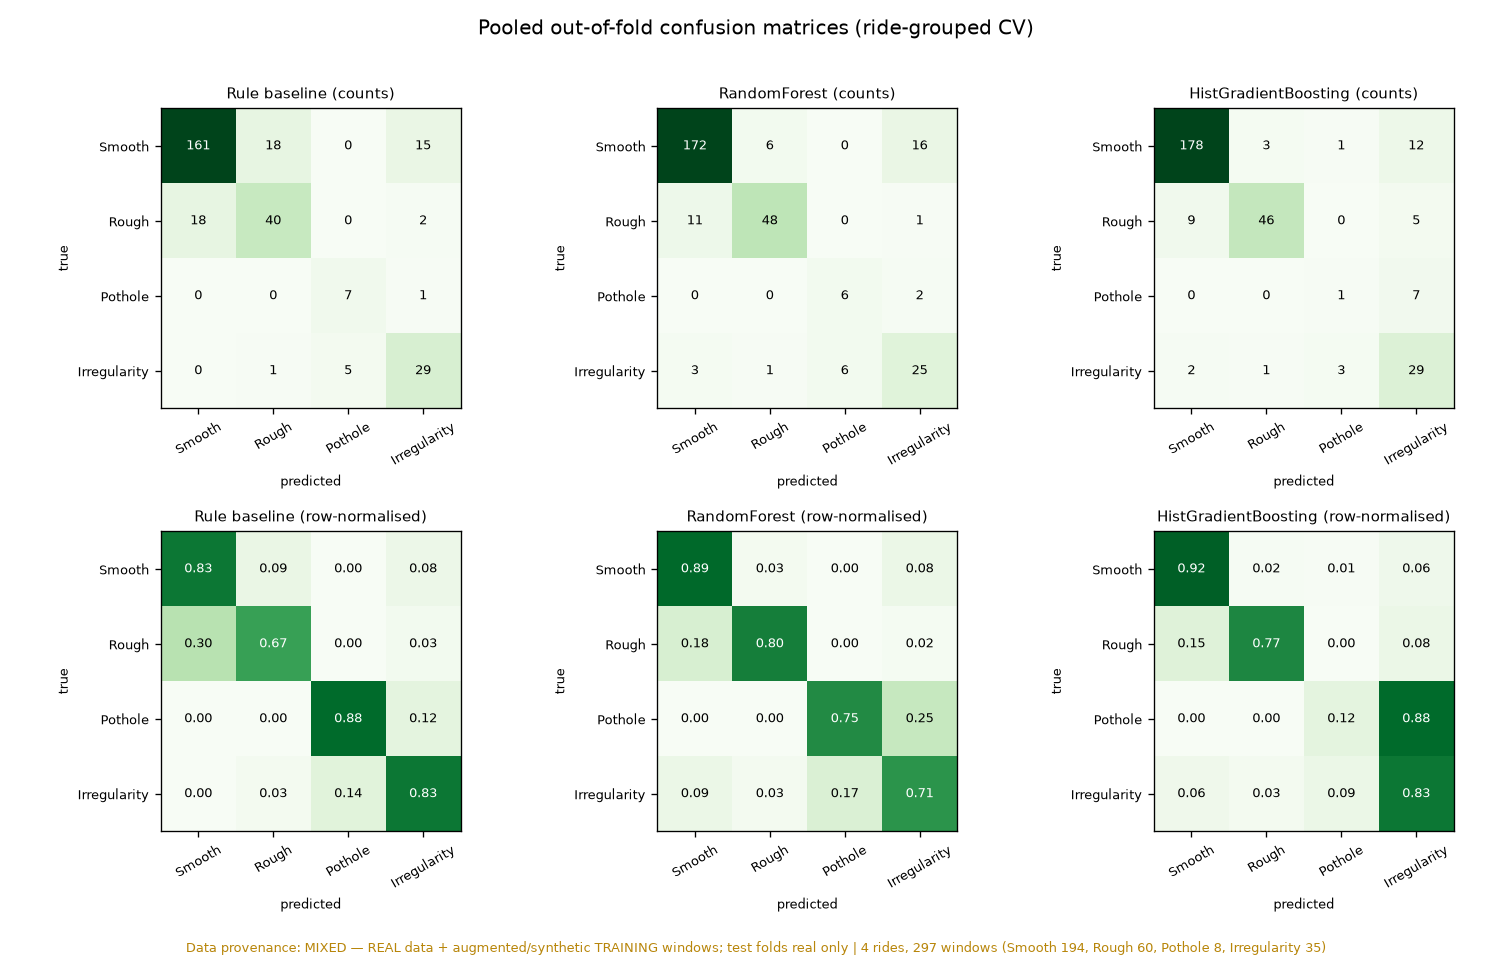 Pooled out-of-fold confusion matrices (ride-grouped CV)
Rule baseline (counts)
Smooth 161 18 0 15
Rough 18 40 0 2
Pothole 0 0 7 1
Irregularity 0 1 5 29
true
Smooth Rough Pothole Irregularity
predicted
RandomForest (counts)
Smooth 172 6 0 16
Rough 11 48 0 1
Pothole 0 0 6 2
Irregularity 3 1 6 25
true
Smooth Rough Pothole Irregularity
predicted
HistGradientBoosting (counts)
Smooth 178 3 1 12
Rough 9 46 0 5
Pothole 0 0 1 7
Irregularity 2 1 3 29
true
Smooth Rough Pothole Irregularity
predicted
Rule baseline (row-normalised)
Smooth 0.83 0.09 0.00 0.08
Rough 0.30 0.67 0.00 0.03
Pothole 0.00 0.00 0.88 0.12
Irregularity 0.00 0.03 0.14 0.83
true
Smooth Rough Pothole Irregularity
predicted
RandomForest (row-normalised)
Smooth 0.89 0.03 0.00 0.08
Rough 0.18 0.80 0.00 0.02
Pothole 0.00 0.00 0.75 0.25
Irregularity 0.09 0.03 0.17 0.71
true
Smooth Rough Pothole Irregularity
predicted
HistGradientBoosting (row-normalised)
Smooth 0.92 0.02 0.01 0.06
Rough 0.15 0.77 0.00 0.08
Pothole 0.00 0.00 0.12 0.88
Irregularity 0.06 0.03 0.09 0.83
true
Smooth Rough Pothole Irregularity
predicted
Data provenance: MIXED — REAL data + augmented/synthetic TRAINING windows; test folds real only | 4 rides, 297 windows (Smooth 194, Rough 60, Pothole 8, Irregularity 35)